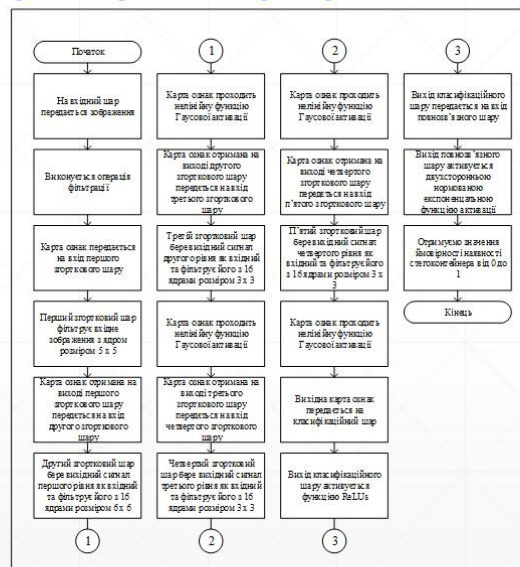 Початок
На вхідний шар
передається зображення
Виконується операція
фільтрації
Карта ознак передається
на вхід першого
згорткового шару
Перший згортковий шар
фільтрує вхідне
зображення з ядром
розміром 5 x 5
Карта ознак отримана на
виході першого
згорткового шару
передється на вхід
другого згорткового
шару
Другий згортковий шар
бере вихідний сигнал
першого рівня як вхідний
та фільтрує його з 16
ядрами розміром 6 x 6
1
1
Карта ознак проходить
нелінійну функцію
Гаусової активації
Карта ознак отримана на
виході другого
згорткового шару
передється на вхід
третього згорткового
шару
Третій згортковий шар
бере вихідний сигнал
другого рівня як вхідний
та фільтрує його з 16
ядрами розміром 3 x 3
Карта ознак проходить
нелінійну функцію
Гаусової активації
Карта ознак отримана на
виході третього
згорткового шару
передється на вхід
четвертого згорткового
шару
Четвертий згортковий
шар бере вихідний сигнал
третього рівня як вхідний
та фільтрує його з 16
ядрами розміром 3 x 3
2
2
Карта ознак проходить
нелінійну функцію
Гаусової активації
Карта ознак отримана на
виході четвертого
згорткового шару
передється на вхід
п'ятого згорткового
шару
П'ятий згортковий шар
бере вихідний сигнал
четвертого рівня як
вхідний та фільтрує його
з 16 ядрами розміром 3 x
3
Карта ознак проходить
нелінійну функцію
Гаусової активації
Вихідна карта ознак
передається на
класифікаційний шар
Вихід класифікаційного
шару активується
функцією ReLUs
3
3
Вихід класифікаційного
шару передається на вхід
повнозв'язного шару
Вихід повнозв'язного
шару активується
двухсторонньою
нормованою
експоненціальною
функцією активації
Отримуємо значення
ймовірності наявності
стегоконтейнера від 0 до
1
Кінець